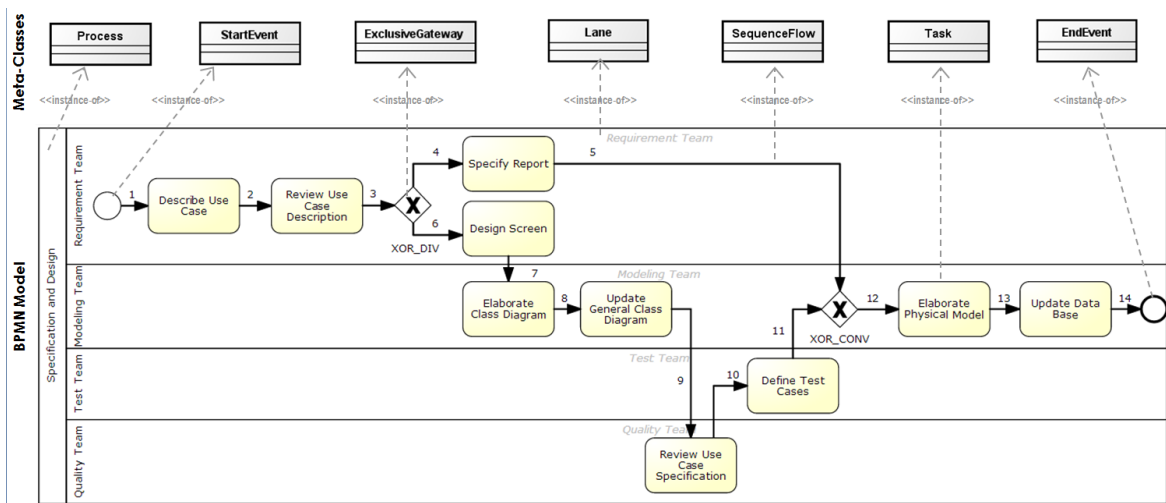 Meta-Classes
Process
StartEvent
ExclusiveGateway
Lane
SequenceFlow
Task
EndEvent
<<instance-of>>
<<instance-of>>
<<instance-of>>
<<instance-of>>
<<instance-of>>
<<instance-of>>
<<instance-of>>
BPMN Model
Specification and Design
Requirement Team
Requirement Team
1
Describe Use
Case
2
Review Use
Case
Description
3
X
XOR_DIV
4
Specify Report
5
6
Design Screen
Modeling Team
Modeling Team
7
Elaborate
Class Diagram
8
Update
General Class
Diagram
X
XOR_CONV
12
Elaborate
Physical Model
13
Update Data
Base
14
11
Test Team
Test Team
9
10
Define Test
Cases
Quality Team
Quality Team
Review Use
Case
Specification